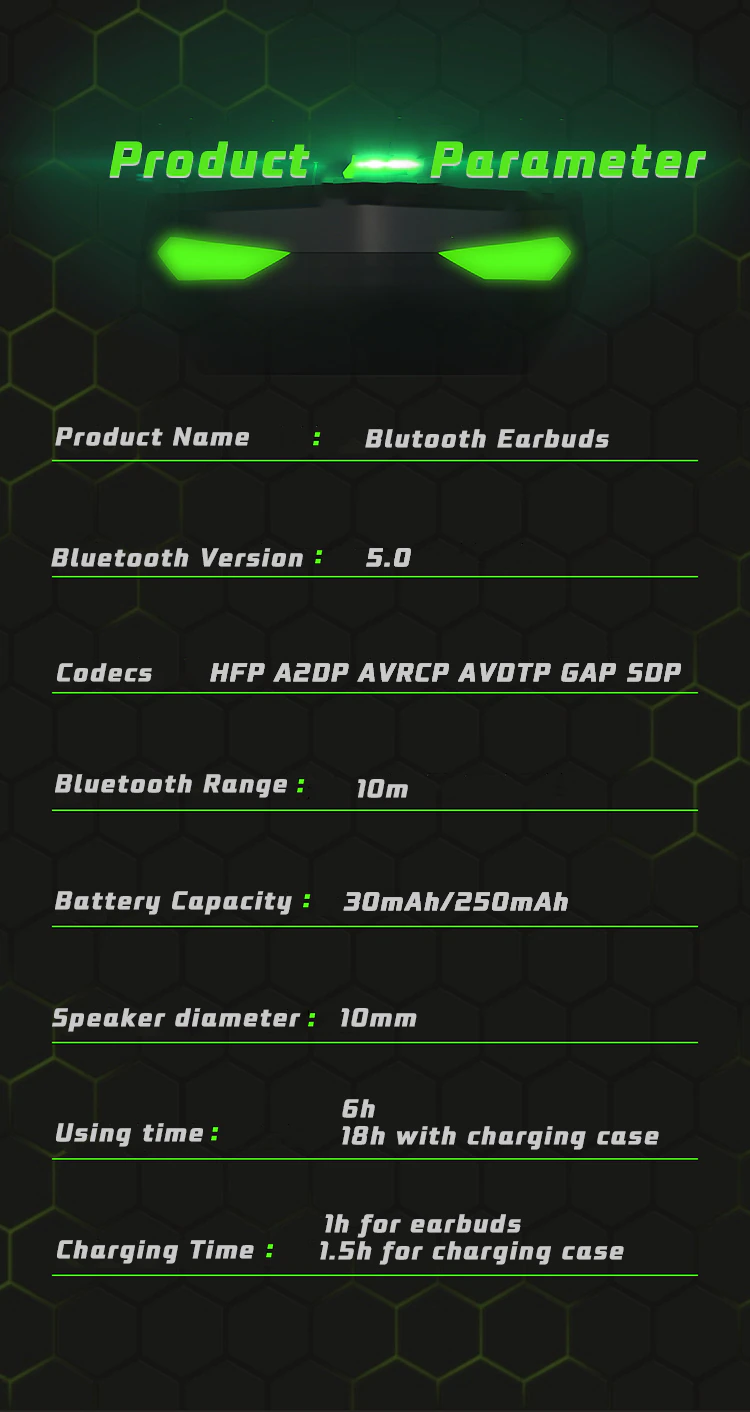 Product Parameter
Product Name : Blutooth Earbuds
Bluetooth Version : 5.0
Codecs HFP A2DP AVRCP AVDTP GAP SDP
Bluetooth Range : 10m
Battery Capacity : 30mAh/250mAh
Speaker diameter : 10mm
6h
Using time : 18h with charging case
1h for earbuds
Charging Time : 1.5h for charging case